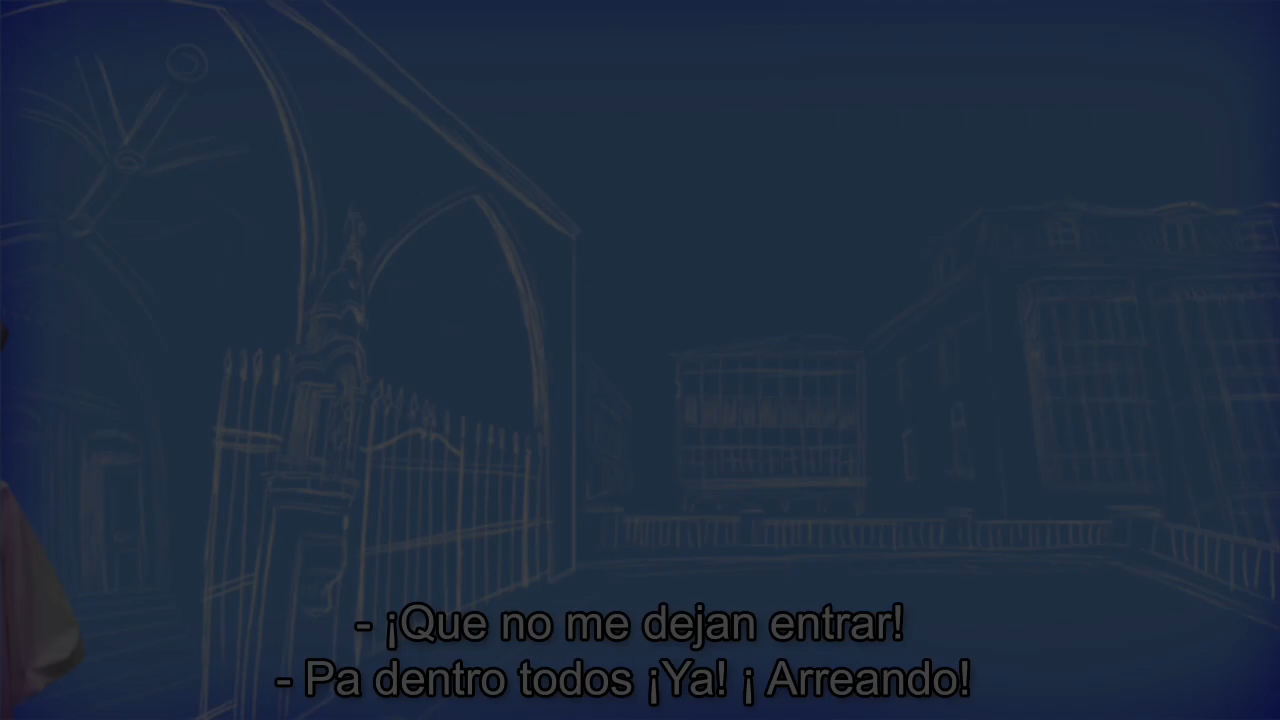 - ¡Que no me dejan entrar!
- Pa dentro todos ¡Ya! ¡ Arreando!